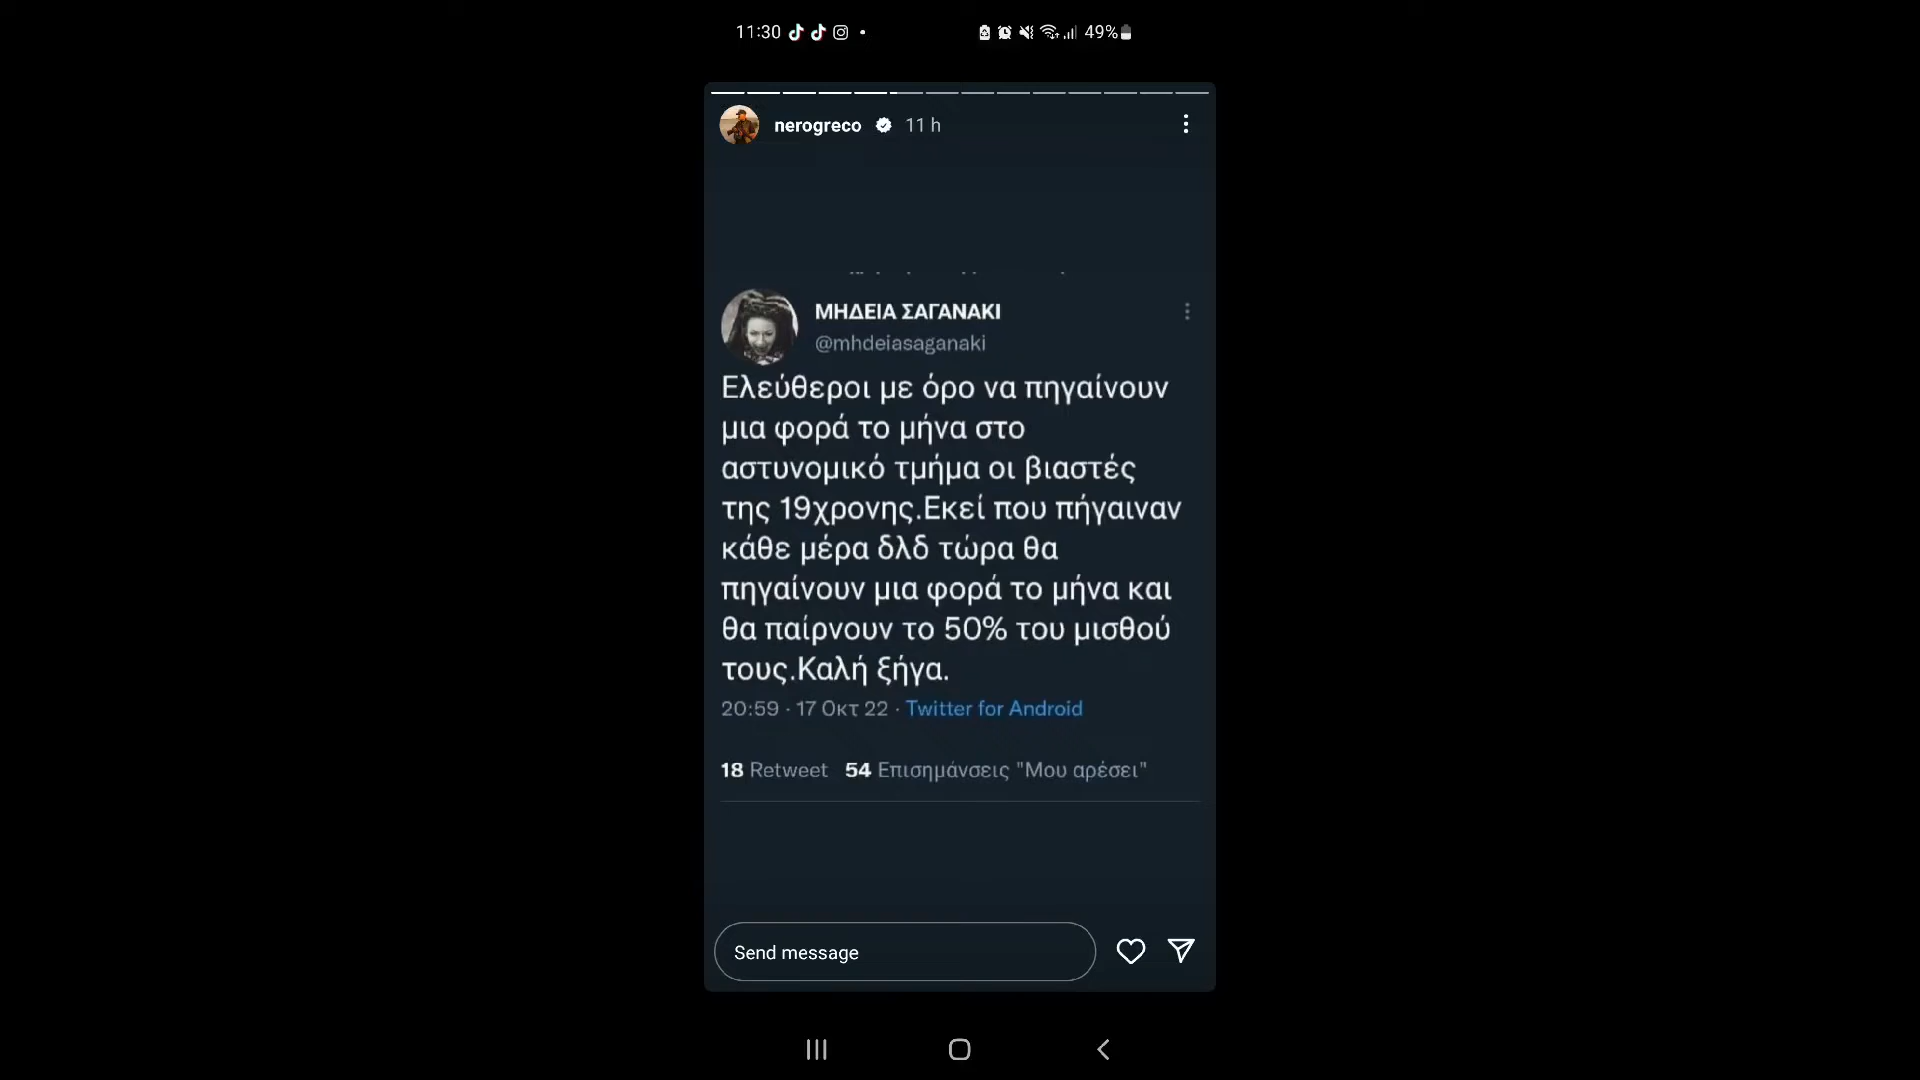 11:30
49%
nerogreco 11 h
ΜΗΔΕΙΑ ΣΑΓΑΝΑΚΙ
@mhdeiasaganaki
Ελεύθεροι με όρο να πηγαίνουν
μια φορά το μήνα στο
αστυνομικό τμήμα οι βιαστές
της 19χρονης.Εκεί που πήγαιναν
κάθε μέρα δλδ τώρα θα
πηγαίνουν μια φορά το μήνα και
θα παίρνουν το 50% του μισθού
τους.Καλή ξήγα.
20:59 · 17 Οκτ 22 · Twitter for Android
18 Retweet 54 Επισημάνσεις "Μου αρέσει"
Send message